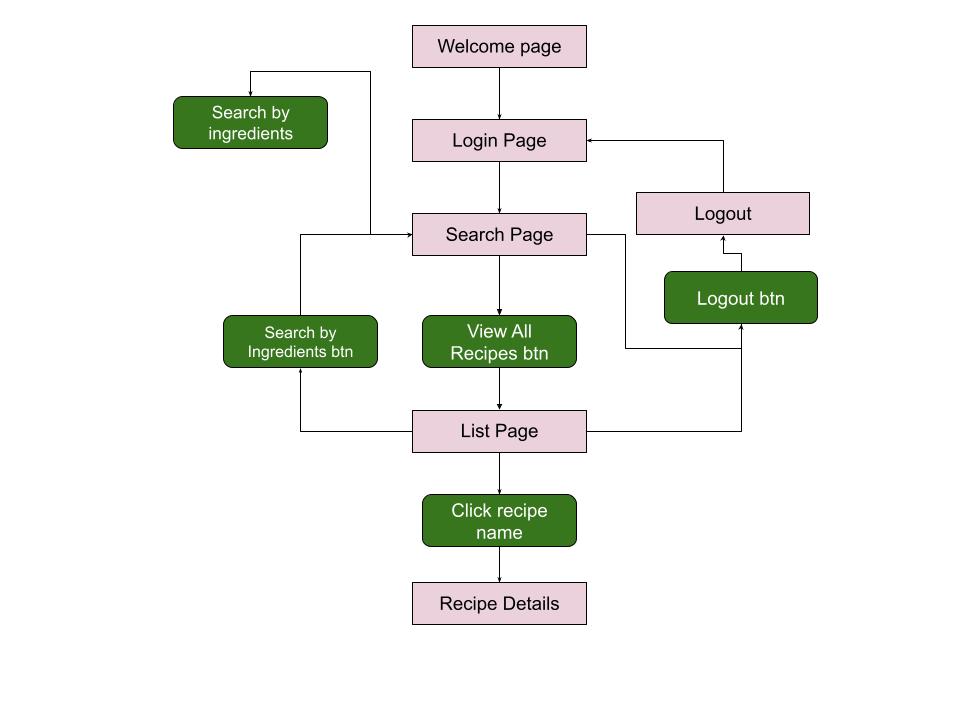 Welcome page
Search by
ingredients
Login Page
Logout
Search Page
Logout btn
Search by
Ingredients btn
View All
Recipes btn
List Page
Click recipe
name
Recipe Details